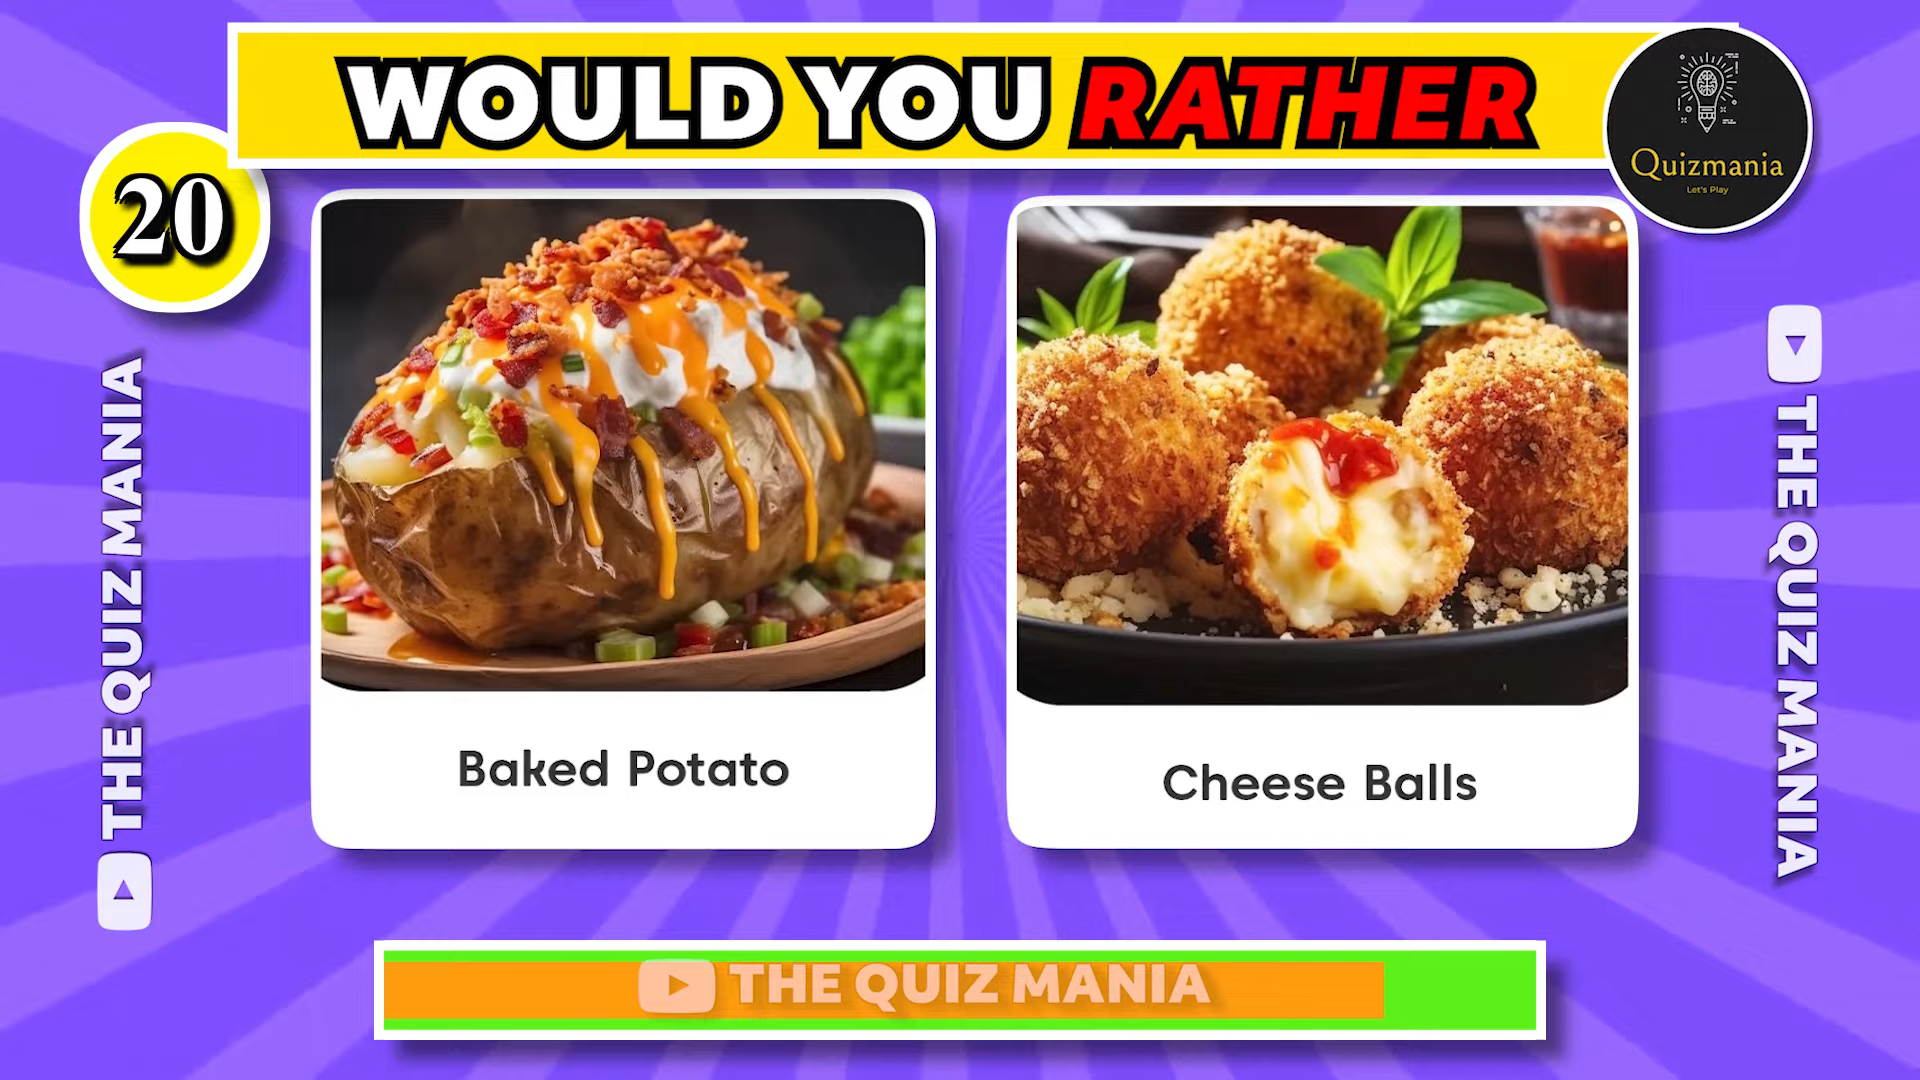 WOULD YOU RATHER
Quizmania
Let's Play
20
THE QUIZ MANIA
THE QUIZ MANIA
Baked Potato
Cheese Balls
THE QUIZ MANIA